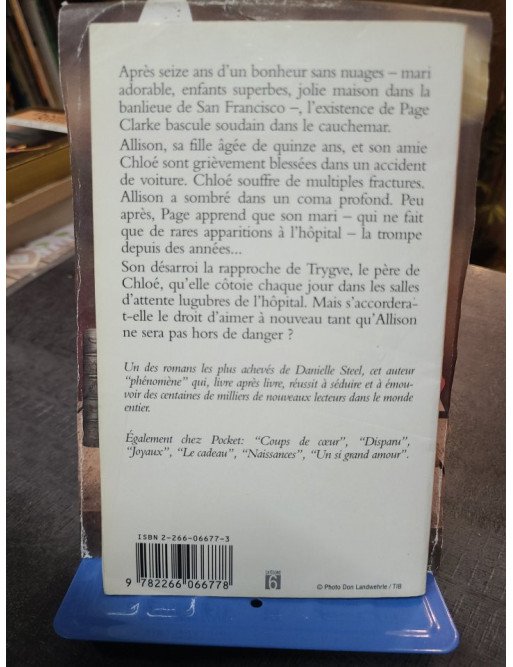 Après seize ans d'un bonheur sans nuages – mari
adorable, enfants superbes, jolie maison dans la
banlieue de San Francisco –, l'existence de Page
Clarke bascule soudain dans le cauchemar.
Allison, sa fille âgée de quinze ans, et son amie
Chloé sont grièvement blessées dans un accident
de voiture. Chloé souffre de multiples fractures.
Allison a sombré dans un coma profond. Peu
après, Page apprend que son mari – qui ne fait
que de rares apparitions à l'hôpital – la trompe
depuis des années...
Son désarroi la rapproche de Trygve, le père de
Chloé, qu'elle côtoie chaque jour dans les salles
d'attente lugubres de l'hôpital. Mais s'accordera-
t-elle le droit d'aimer à nouveau tant qu'Allison
ne sera pas hors de danger ?
Un des romans les plus achevés de Danielle Steel, cet auteur
"phénomène" qui, livre après livre, réussit à séduire et à émou-
voir des centaines de milliers de nouveaux lecteurs dans le monde
entier.
Également chez Pocket: "Coups de cœur", "Disparu",
"Joyaux", "Le cadeau", "Naissances", "Un si grand amour".
ISBN 2-266-06677-3
9 782266 066778
6
© Photo Don Landwehrle / TIB